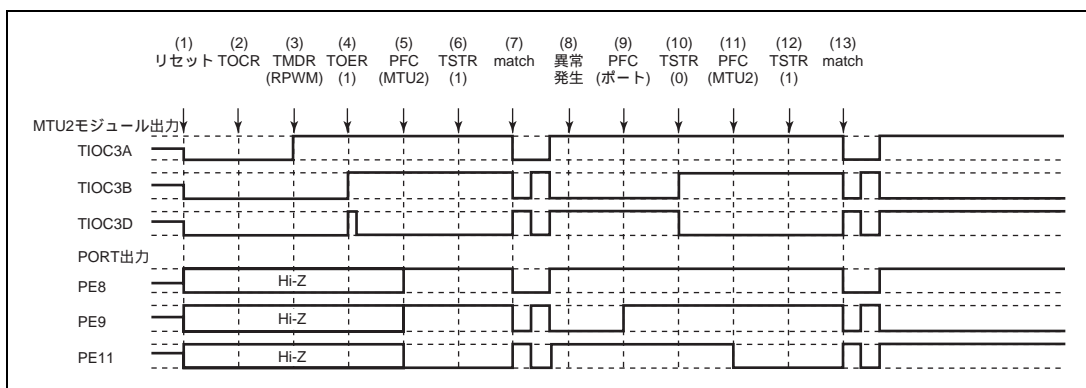 (1) (2) (3) (4) (5) (6) (7) (8) (9) (10) (11) (12) (13)
リセット TOCR TMDR TOER PFC TSTR match 異常 PFC TSTR PFC TSTR match
(RPWM) (1) (MTU2) (1) 発生 (ポート) (0) (MTU2) (1)
MTU2モジュール出力
TIOC3A
TIOC3B
TIOC3D
PORT出力
PE8 Hi-Z
PE9 Hi-Z
PE11 Hi-Z